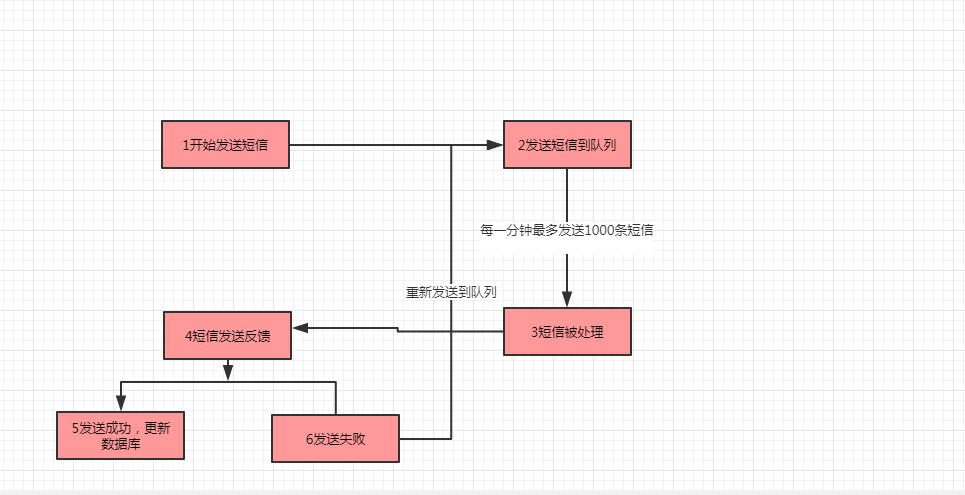 1开始发送短信
2发送短信到队列
每一分钟最多发送1000条短信
重新发送到队列
3短信被处理
4短信发送反馈
5发送成功，更新
数据库
6发送失败